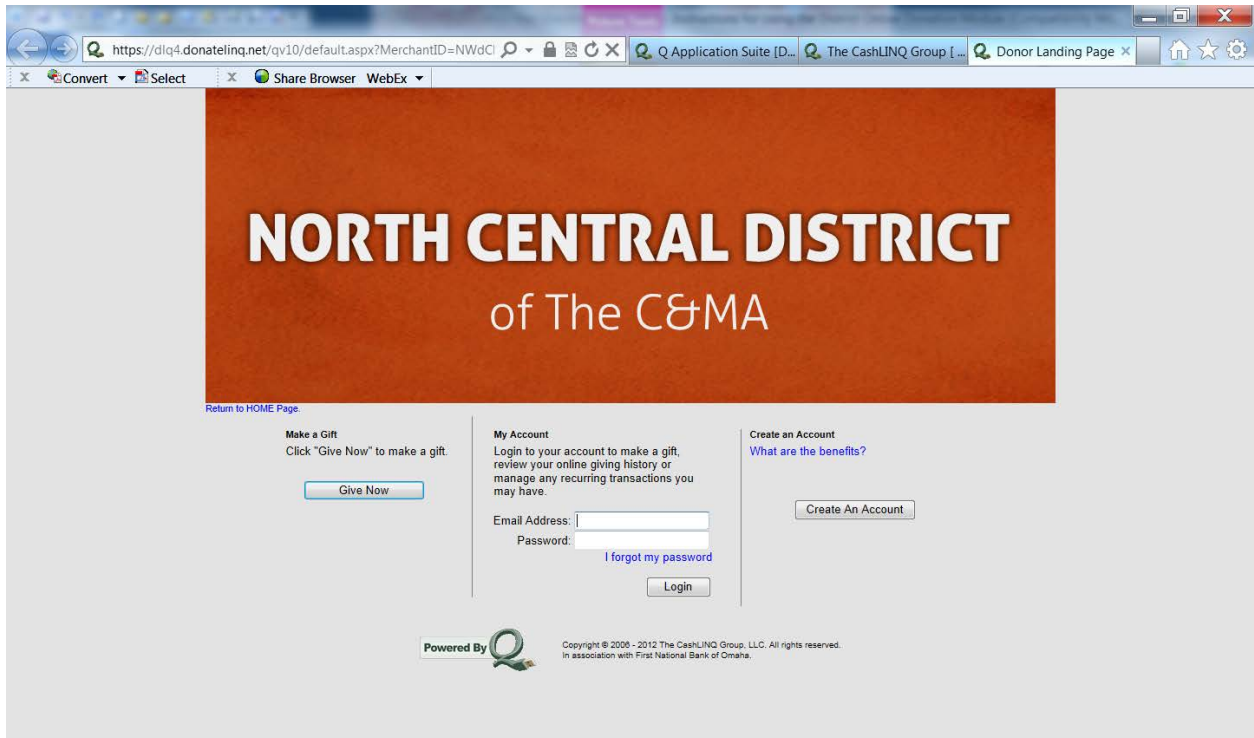 https://dlq4.donatelinq.net/qv10/default.aspx?MerchantID=NWdC
Q Application Suite [D...
The CashLINQ Group [ ...
Donor Landing Page
x Convert Select x Share Browser WebEx
NORTH CENTRAL DISTRICT
of The C&MA
Return to HOME Page.
Make a Gift
Click "Give Now" to make a gift.
Give Now
My Account
Login to your account to make a gift,
review your online giving history or
manage any recurring transactions you
may have.
Email Address:
Password:
I forgot my password
Login
Create an Account
What are the benefits?
Create An Account
Powered By Q
Copyright © 2006 - 2012 The CashLINQ Group, LLC. All rights reserved.
In association with First National Bank of Omaha.